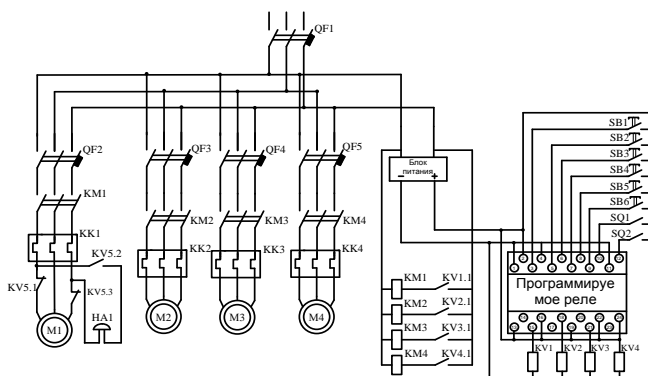 QF1
SB1
SB2
SB3
SB4
SB5
SB6
SQ1
SQ2
QF2
QF3
QF4
QF5
Блок
питания
- +
KM1
KM2
KM3
KM4
KK1
KK2
KK3
KK4
KV5.2
KV5.1
KV5.3
HA1
M1
M2
M3
M4
KM1
KV1.1
KM2
KV2.1
KM3
KV3.1
KM4
KV4.1
Программируе
мое реле
KV1
KV2
KV3
KV4